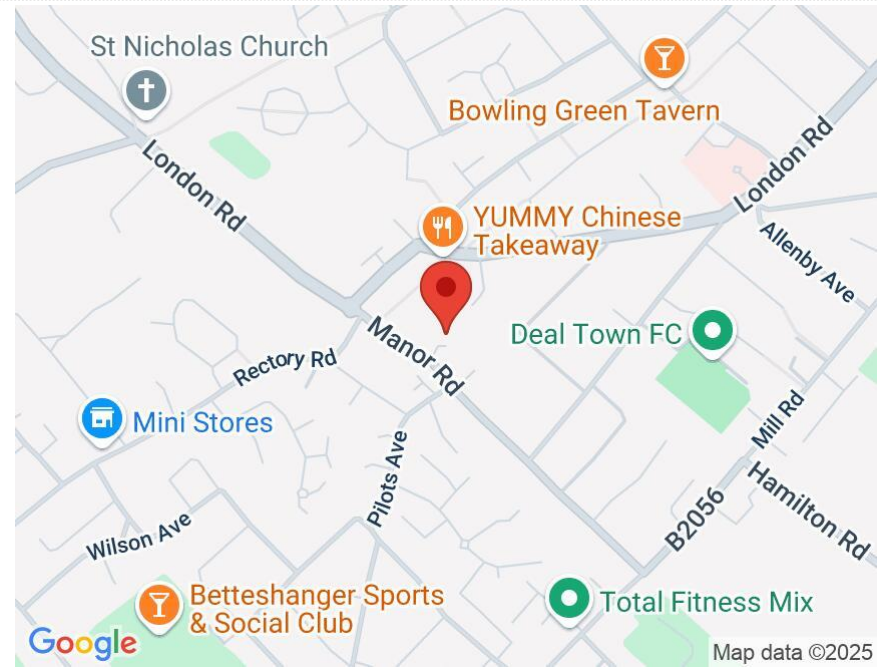 St Nicholas Church
Bowling Green Tavern
London Rd
London Rd
YUMMY Chinese
Takeaway
Allenby Ave
Deal Town FC
Manor Rd
Rectory Rd
Mini Stores
Mill Rd
Pilots Ave
Hamilton Rd
B2056
Wilson Ave
Betteshanger Sports
& Social Club
Total Fitness Mix
Google
Map data ©2025